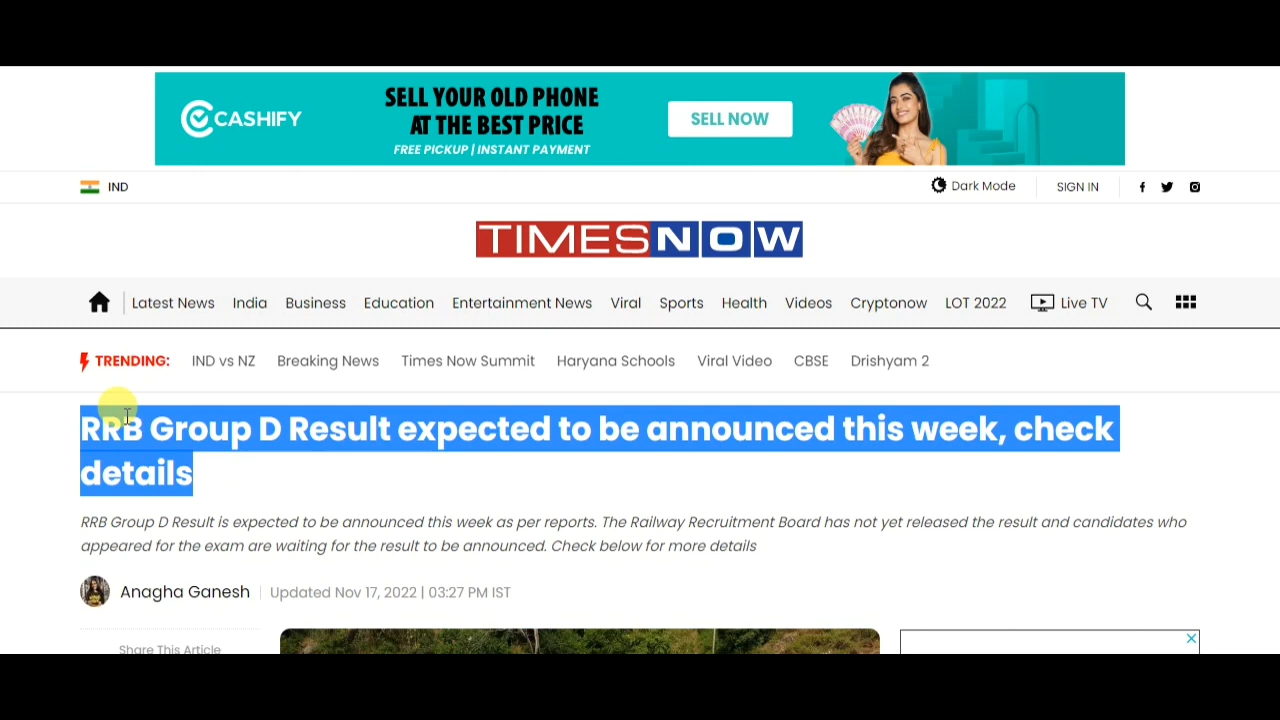 CASHIFY
SELL YOUR OLD PHONE
AT THE BEST PRICE
FREE PICKUP | INSTANT PAYMENT
SELL NOW
IND
Dark Mode
SIGN IN
TIMES NOW
Latest News India Business Education Entertainment News Viral Sports Health Videos Cryptonow LOT 2022 Live TV
TRENDING: IND vs NZ Breaking News Times Now Summit Haryana Schools Viral Video CBSE Drishyam 2
RRB Group D Result expected to be announced this week, check
details
RRB Group D Result is expected to be announced this week as per reports. The Railway Recruitment Board has not yet released the result and candidates who
appeared for the exam are waiting for the result to be announced. Check below for more details
Anagha Ganesh | Updated Nov 17, 2022 | 03:27 PM IST
Share This Article